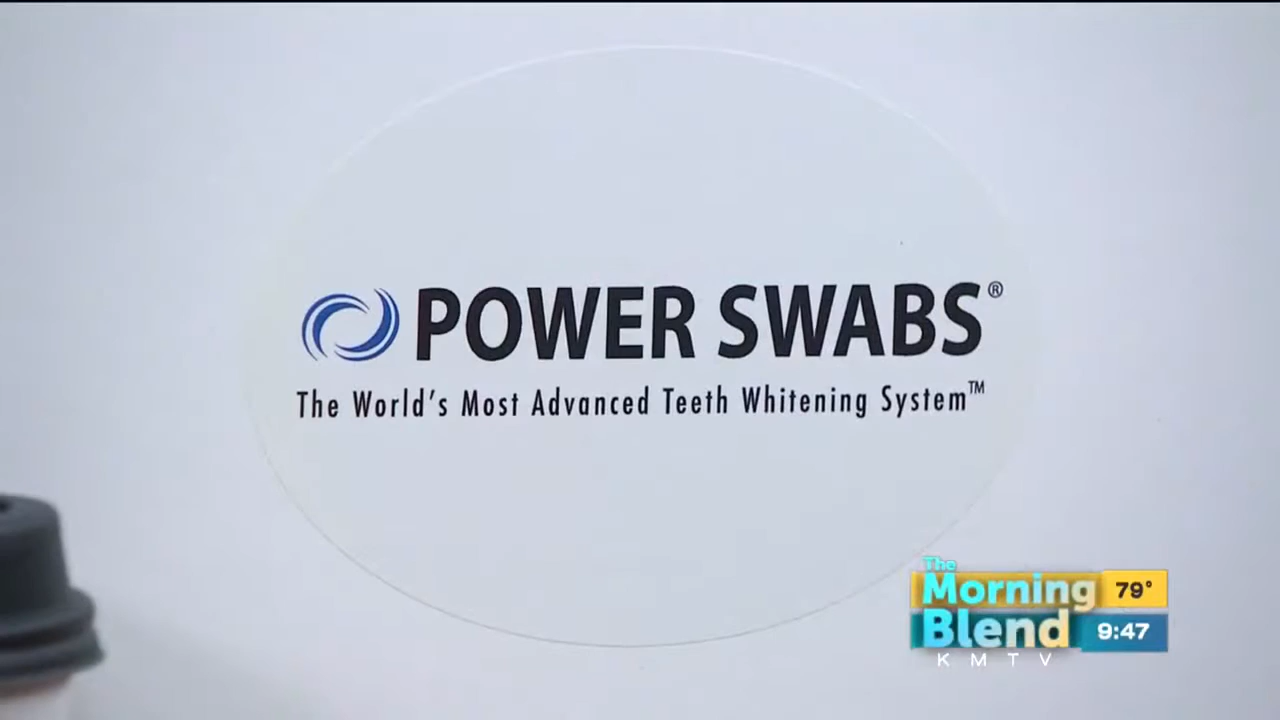 POWER SWABS®
The World's Most Advanced Teeth Whitening System™
The
Morning 79°
Blend 9:47
KMTV